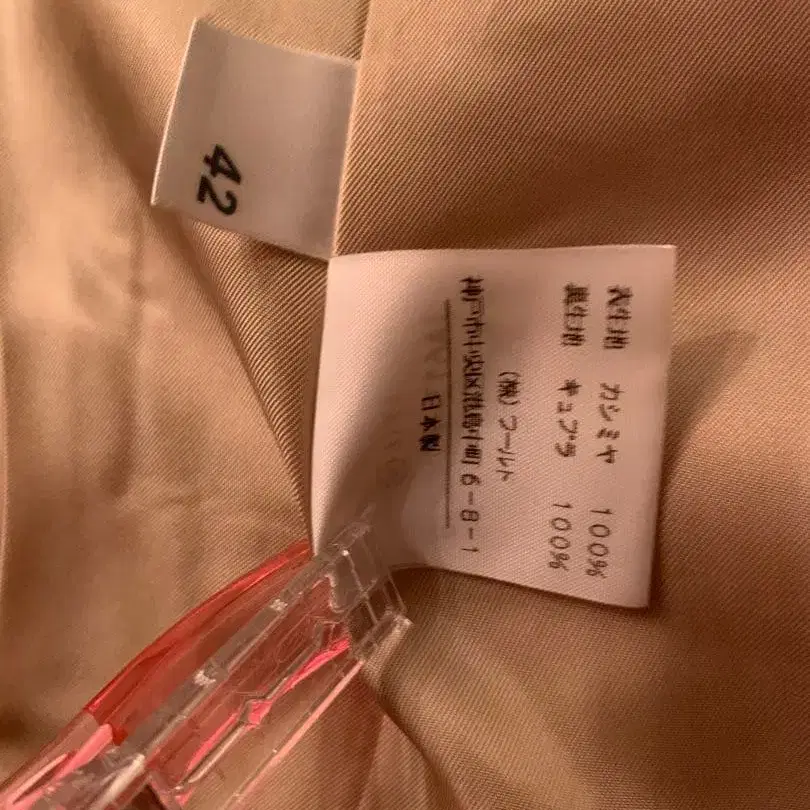 42
表生地 カシミヤ 100%
裏生地 キュプラ 100%
(株)ワールド
神戸市中央区港島中町6-8-1
日本製